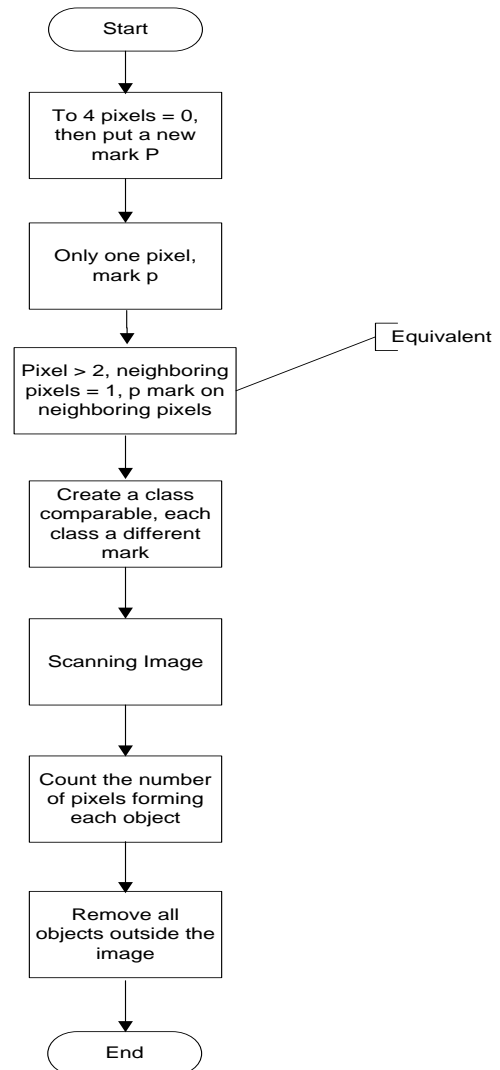 Start
To 4 pixels = 0,
then put a new
mark P
Only one pixel,
mark p
Equivalent
Pixel > 2, neighboring
pixels = 1, p mark on
neighboring pixels
Create a class
comparable, each
class a different
mark
Scanning Image
Count the number
of pixels forming
each object
Remove all
objects outside the
image
End